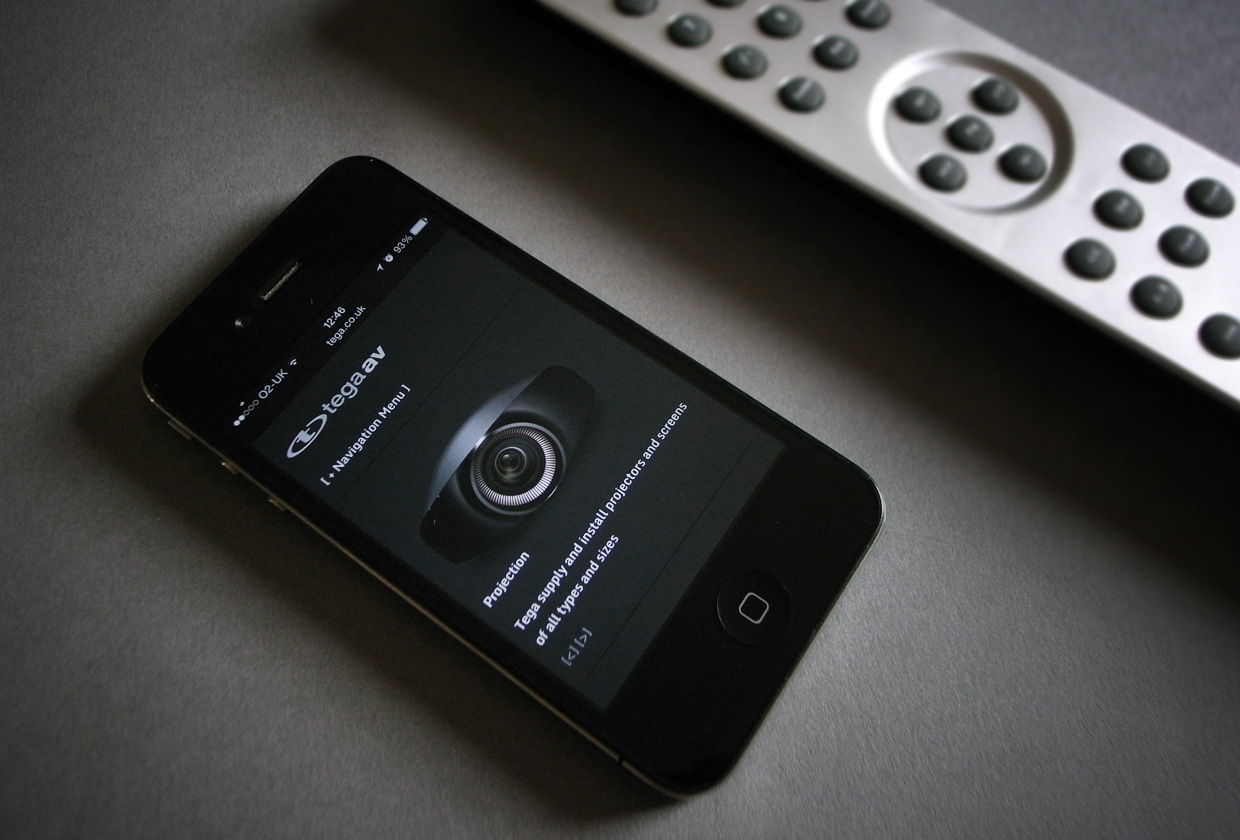 ●●○○○ O2-UK 12:46 93%
tega.co.uk
t tega av
[ + Navigation Menu ]
Projection
Tega supply and install projectors and screens
of all types and sizes
[<] [>]